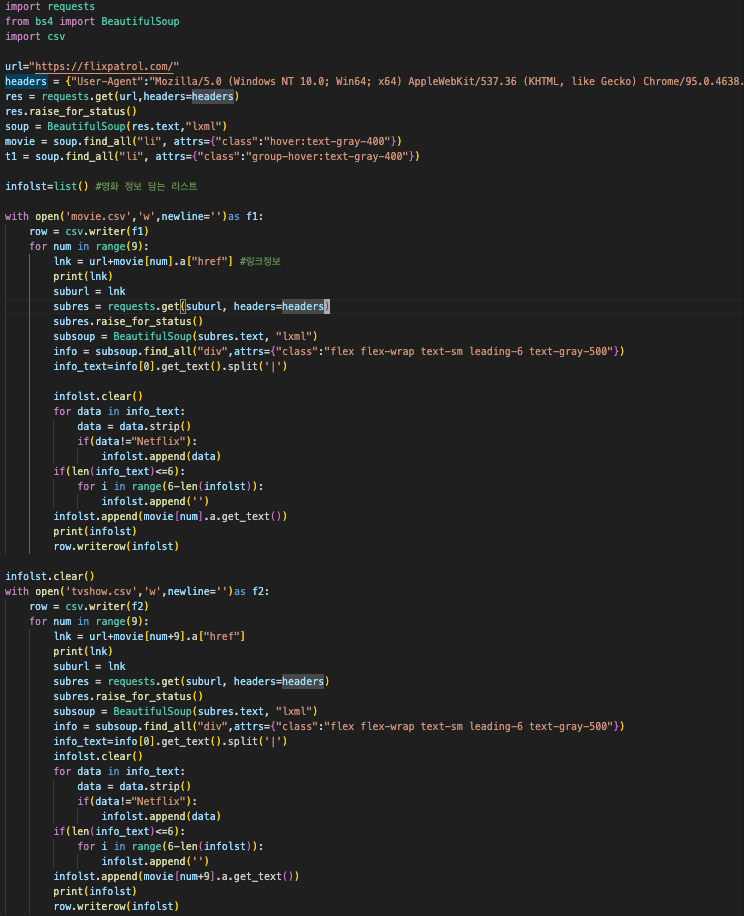 import requests
from bs4 import BeautifulSoup
import csv

url="https://flixpatrol.com/"
headers = {"User-Agent":"Mozilla/5.0 (Windows NT 10.0; Win64; x64) AppleWebKit/537.36 (KHTML, like Gecko) Chrome/95.0.4638.
res = requests.get(url,headers=headers)
res.raise_for_status()
soup = BeautifulSoup(res.text,"lxml")
movie = soup.find_all("li", attrs={"class":"hover:text-gray-400"})
t1 = soup.find_all("li", attrs={"class":"group-hover:text-gray-400"})

infolst=list() #영화 정보 담는 리스트

with open('movie.csv','w',newline='')as f1:
    row = csv.writer(f1)
    for num in range(9):
        lnk = url+movie[num].a["href"] #링크정보
        print(lnk)
        suburl = lnk
        subres = requests.get(suburl, headers=headers)
        subres.raise_for_status()
        subsoup = BeautifulSoup(subres.text, "lxml")
        info = subsoup.find_all("div",attrs={"class":"flex flex-wrap text-sm leading-6 text-gray-500"})
        info_text=info[0].get_text().split('|')

        infolst.clear()
        for data in info_text:
            data = data.strip()
            if(data!="Netflix"):
                infolst.append(data)
        if(len(info_text)<=6):
            for i in range(6-len(infolst)):
                infolst.append('')
        infolst.append(movie[num].a.get_text())
        print(infolst)
        row.writerow(infolst)

infolst.clear()
with open('tvshow.csv','w',newline='')as f2:
    row = csv.writer(f2)
    for num in range(9):
        lnk = url+movie[num+9].a["href"]
        print(lnk)
        suburl = lnk
        subres = requests.get(suburl, headers=headers)
        subres.raise_for_status()
        subsoup = BeautifulSoup(subres.text, "lxml")
        info = subsoup.find_all("div",attrs={"class":"flex flex-wrap text-sm leading-6 text-gray-500"})
        info_text=info[0].get_text().split('|')
        infolst.clear()
        for data in info_text:
            data = data.strip()
            if(data!="Netflix"):
                infolst.append(data)
        if(len(info_text)<=6):
            for i in range(6-len(infolst)):
                infolst.append('')
        infolst.append(movie[num+9].a.get_text())
        print(infolst)
        row.writerow(infolst)